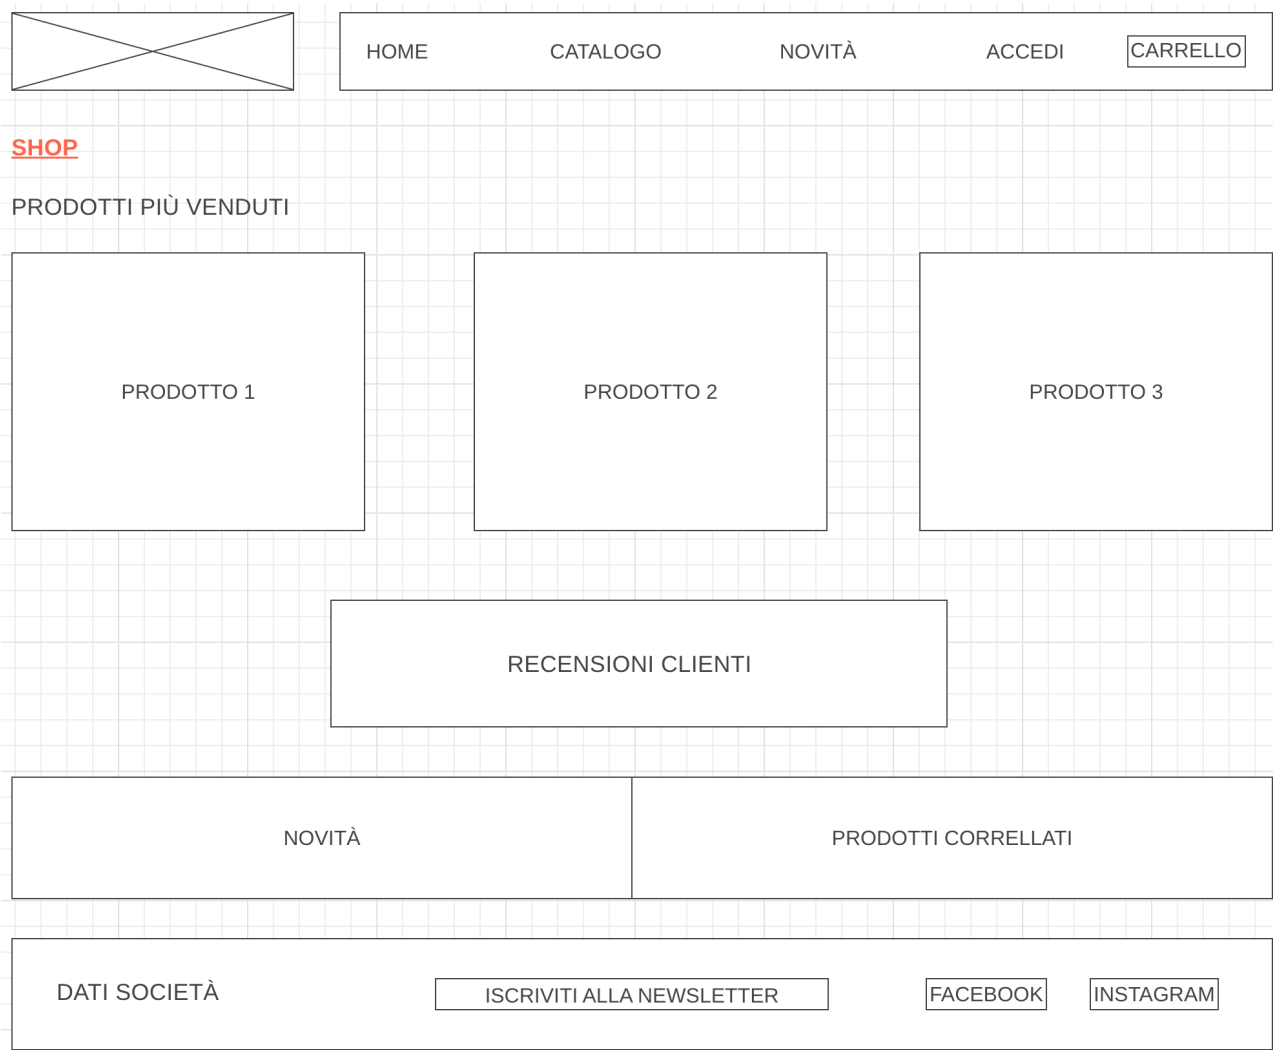 HOME
CATALOGO
NOVITÀ
ACCEDI
CARRELLO
SHOP
PRODOTTI PIÙ VENDUTI
PRODOTTO 1
PRODOTTO 2
PRODOTTO 3
RECENSIONI CLIENTI
NOVITÀ
PRODOTTI CORRELLATI
DATI SOCIETÀ
ISCRIVITI ALLA NEWSLETTER
FACEBOOK
INSTAGRAM